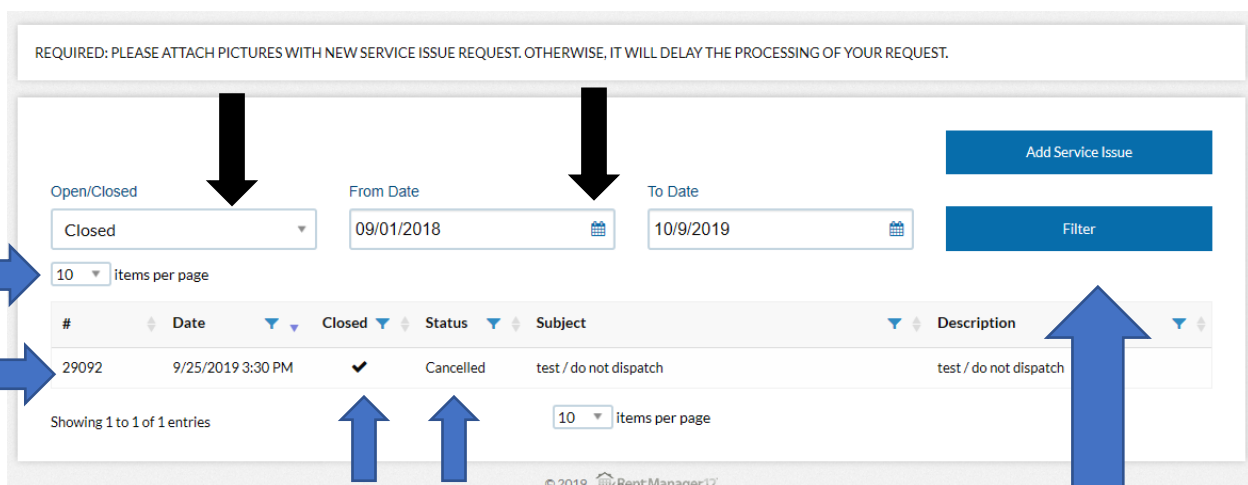 REQUIRED: PLEASE ATTACH PICTURES WITH NEW SERVICE ISSUE REQUEST. OTHERWISE, IT WILL DELAY THE PROCESSING OF YOUR REQUEST.
Add Service Issue
Open/Closed From Date To Date
Closed 09/01/2018 10/9/2019 Filter
10 items per page
# Date Closed Status Subject Description
29092 9/25/2019 3:30 PM Cancelled test / do not dispatch test / do not dispatch
Showing 1 to 1 of 1 entries 10 items per page
RentManager12